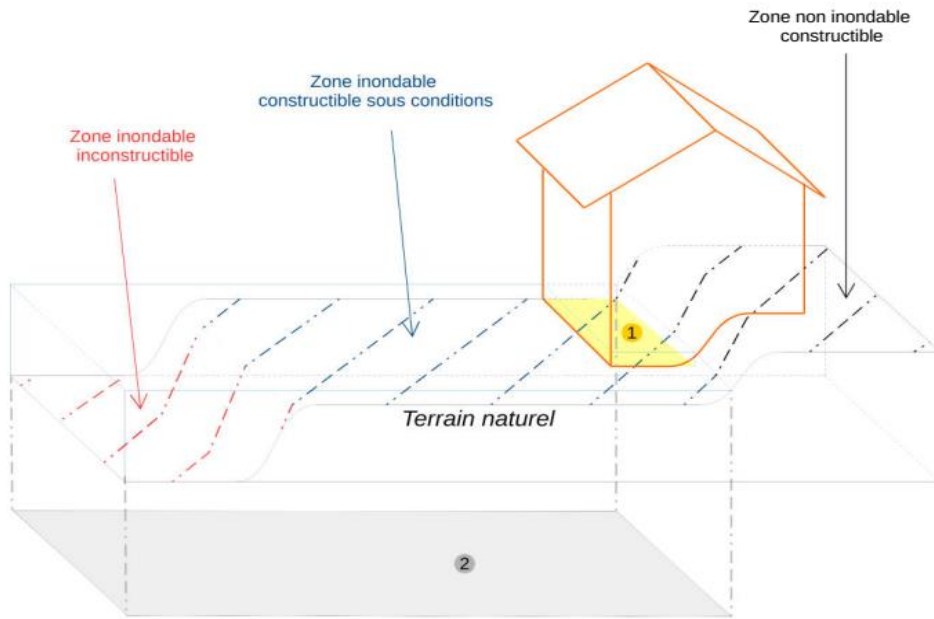 Zone non inondable
constructible
Zone inondable
constructible sous conditions
Zone inondable
inconstructible
1
Terrain naturel
2